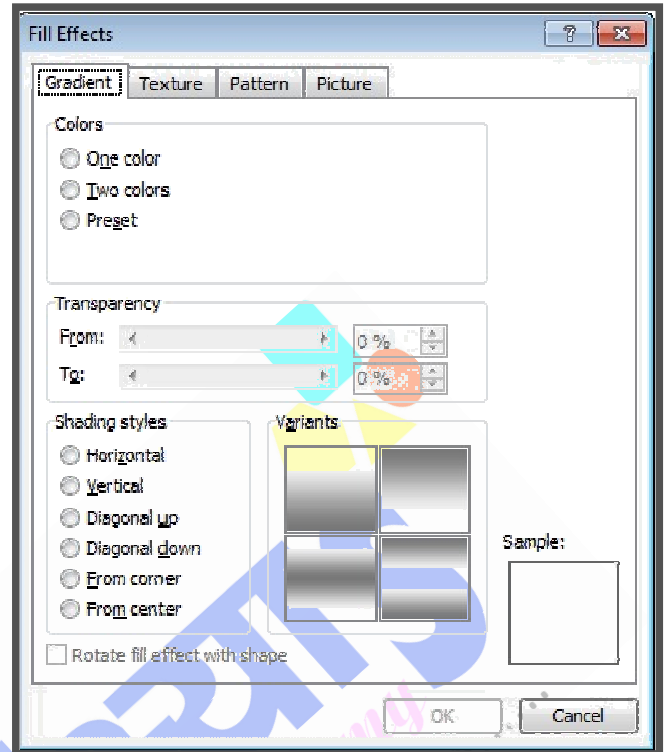 Fill Effects
Gradient Texture Pattern Picture
Colors
One color
Two colors
Preset
Transparency
From: 0 %
To: 0 %
Shading styles
Variants
Horizontal
Vertical
Diagonal up
Diagonal down
From corner
From center
Sample:
Rotate fill effect with shape
OK Cancel